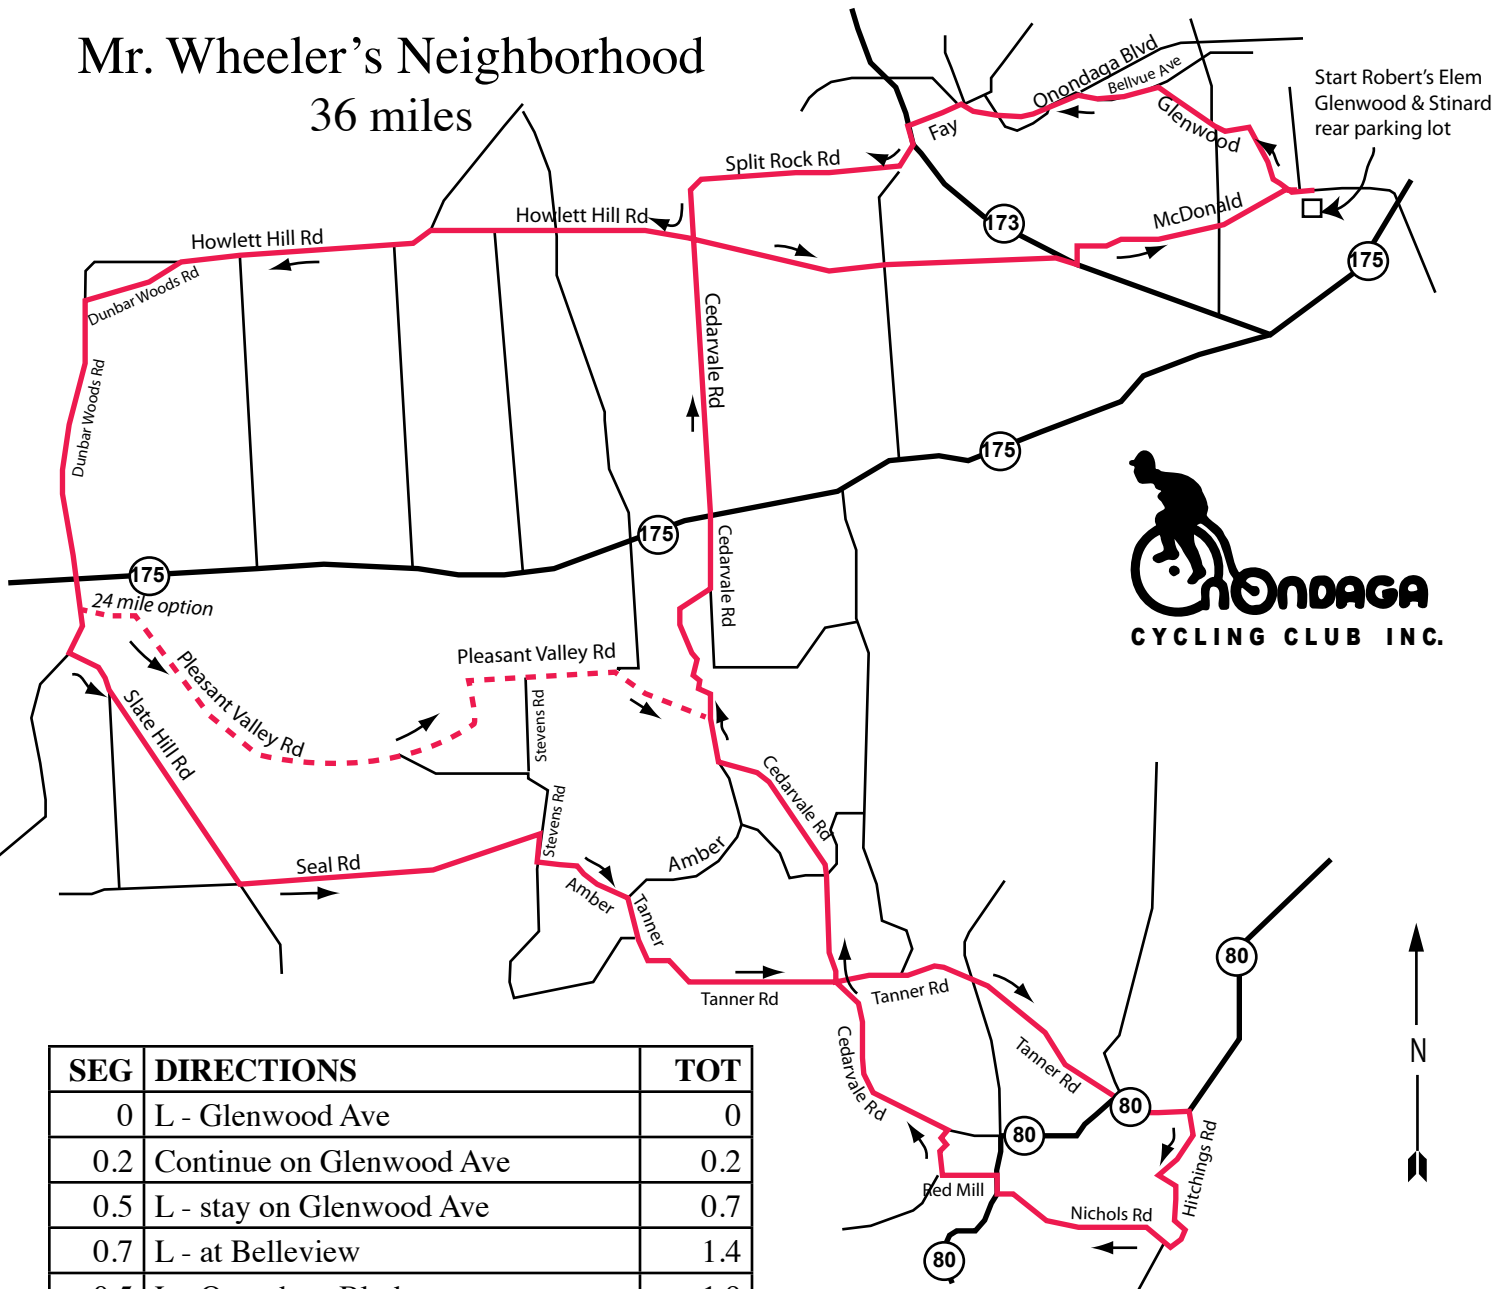 Mr. Wheeler’s Neighborhood
36 miles
Start Robert’s Elem
Glenwood & Stinard
rear parking lot
Onondaga Blvd
Bellvue Ave
Glenwood
Fay
Split Rock Rd
Howlett Hill Rd
Howlett Hill Rd
McDonald
173
175
Dunbar Woods Rd
Dunbar Woods Rd
Cedarvale Rd
175
175
175
Cedarvale Rd
24 mile option
ONONDAGA
CYCLING CLUB INC.
Pleasant Valley Rd
Pleasant Valley Rd
Stevens Rd
Slate Hill Rd
Stevens Rd
Cedarvale Rd
Seal Rd
Amber
Amber
Tanner
Tanner Rd
Tanner Rd
Tanner Rd
Cedarvale Rd
80
80
80
80
Hitchings Rd
Red Mill
Nichols Rd
N
SEG DIRECTIONS TOT
0 L - Glenwood Ave 0
0.2 Continue on Glenwood Ave 0.2
0.5 L - stay on Glenwood Ave 0.7
0.7 L - at Belleview 1.4